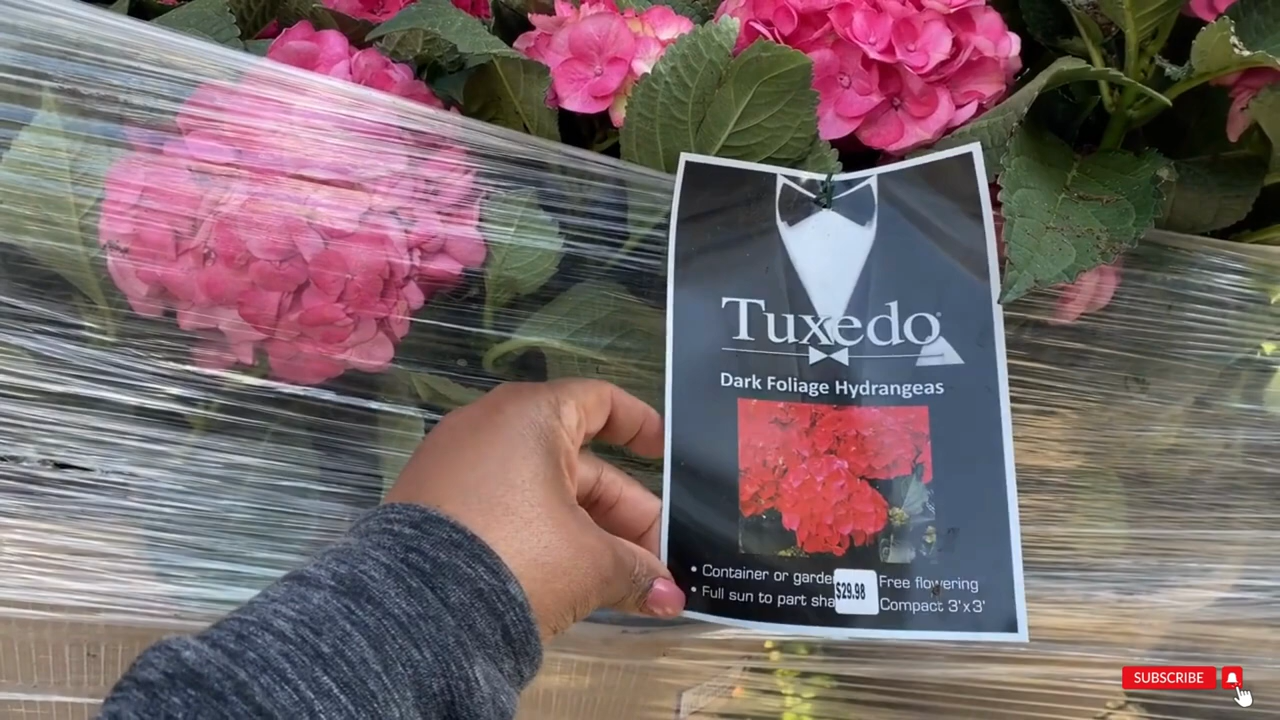 Tuxedo®
Dark Foliage Hydrangeas
• Container or garde $29.98 Free flowering
• Full sun to part sha Compact 3'x3'
SUBSCRIBE